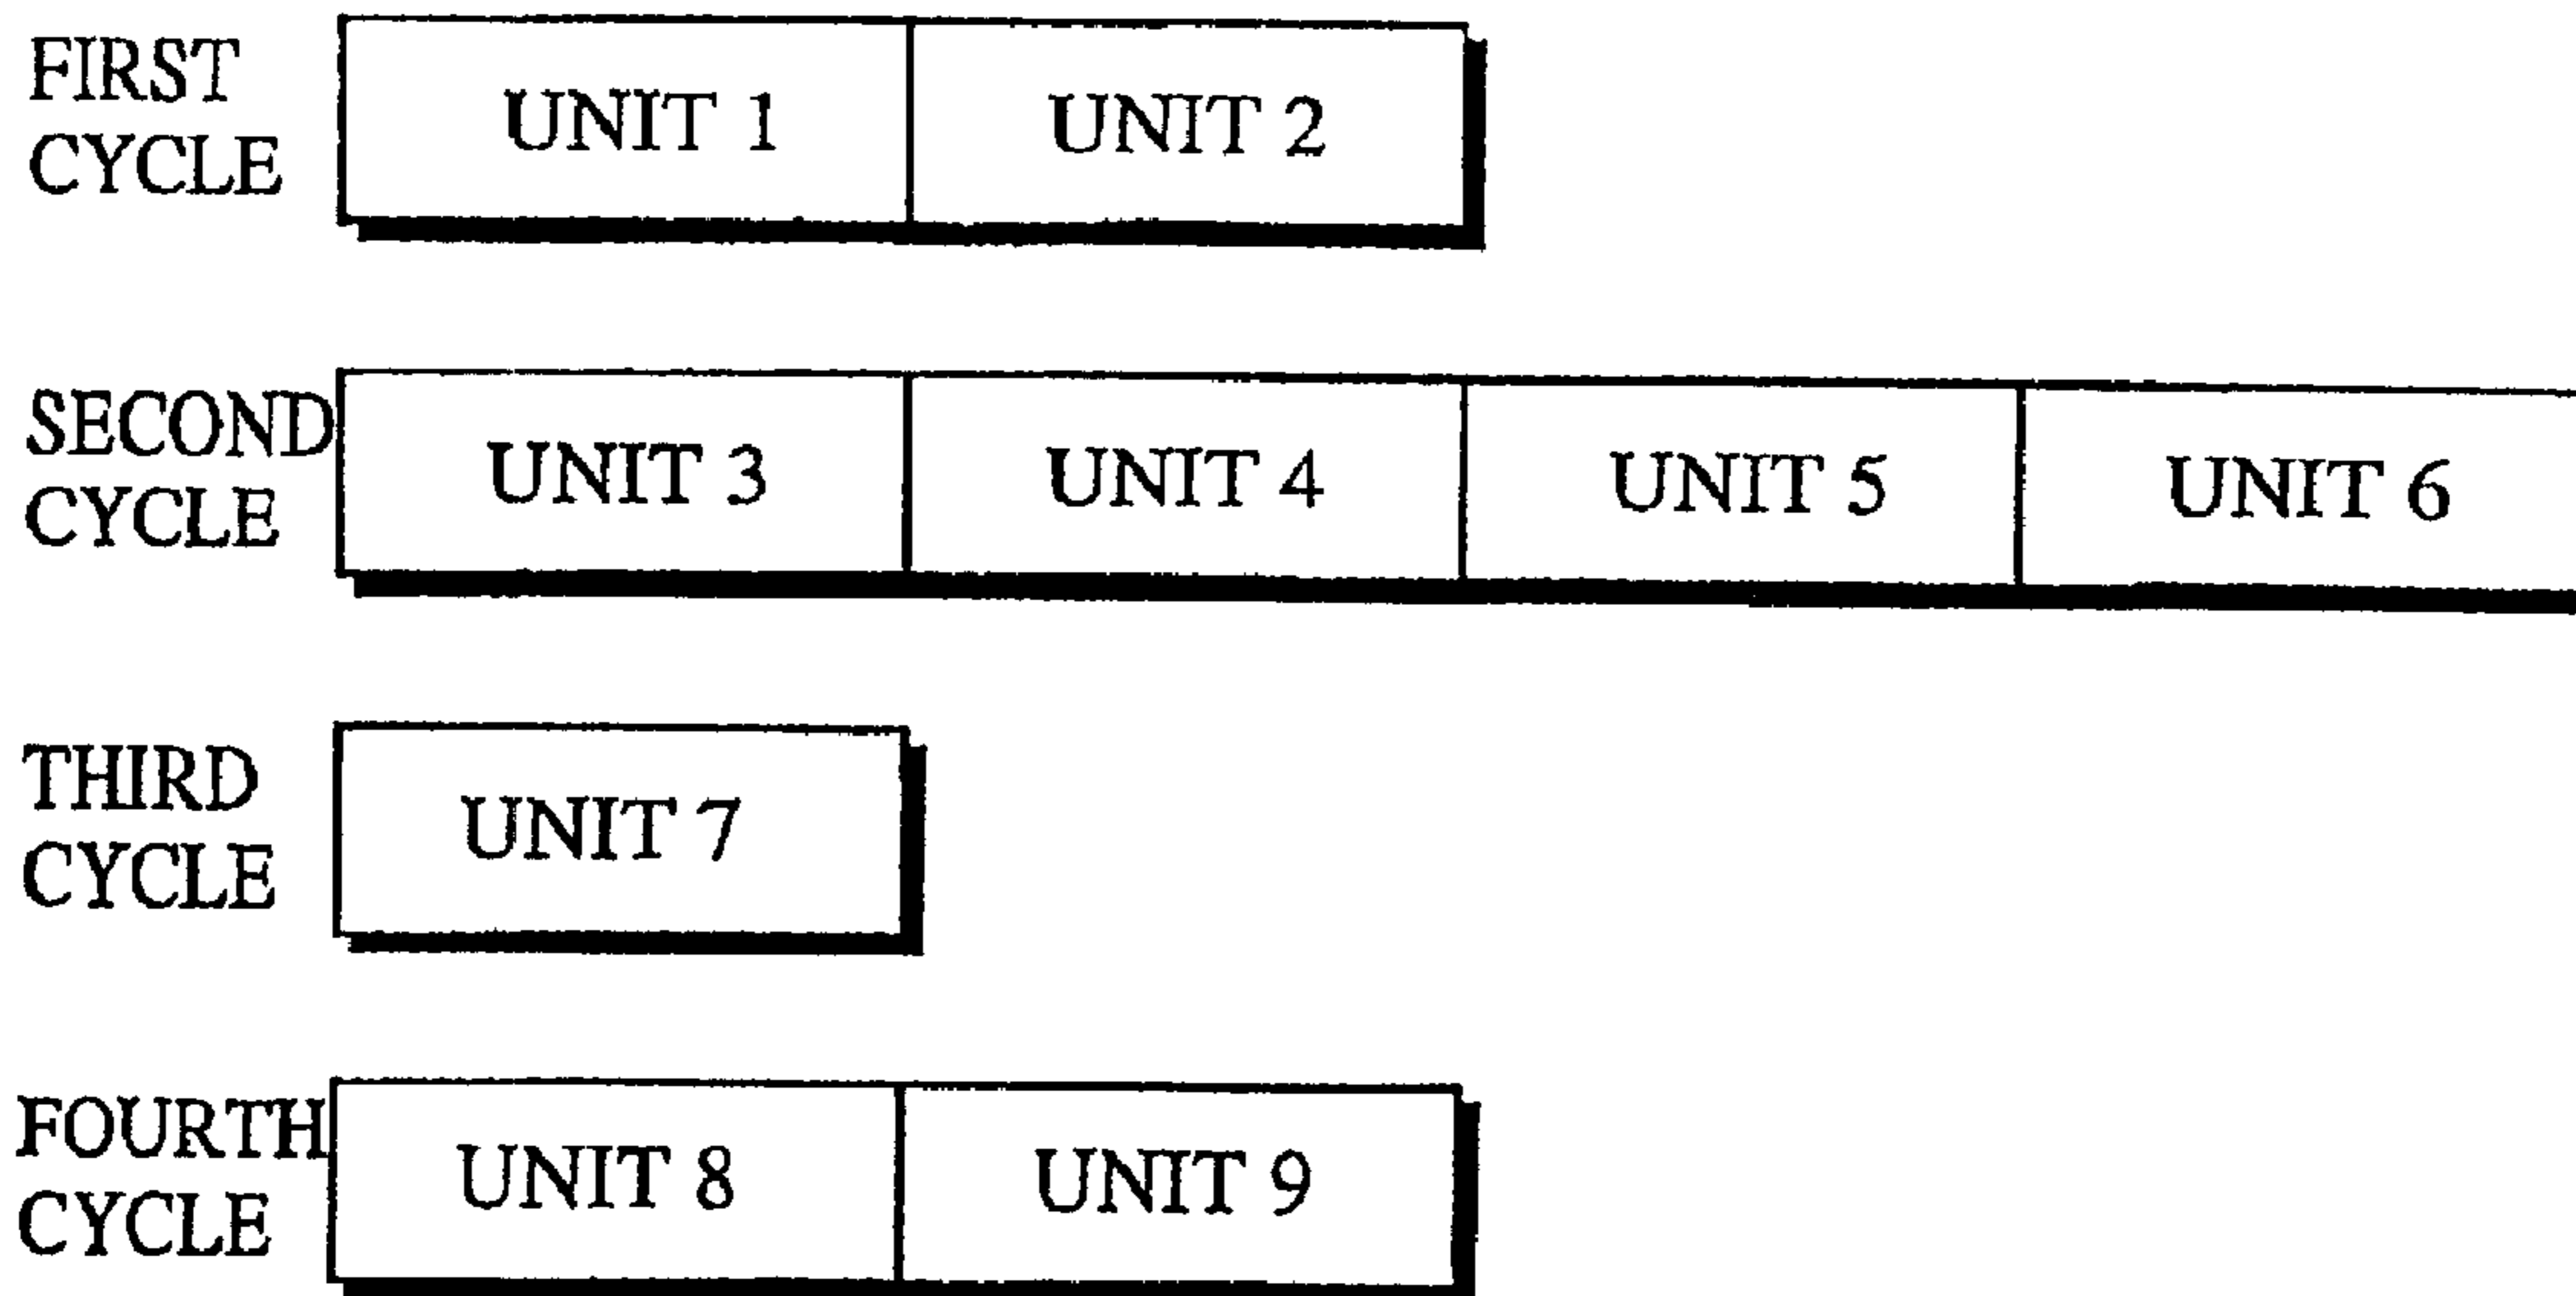 FIRST
CYCLE
UNIT 1
UNIT 2
SECOND
CYCLE
UNIT 3
UNIT 4
UNIT 5
UNIT 6
THIRD
CYCLE
UNIT 7
FOURTH
CYCLE
UNIT 8
UNIT 9